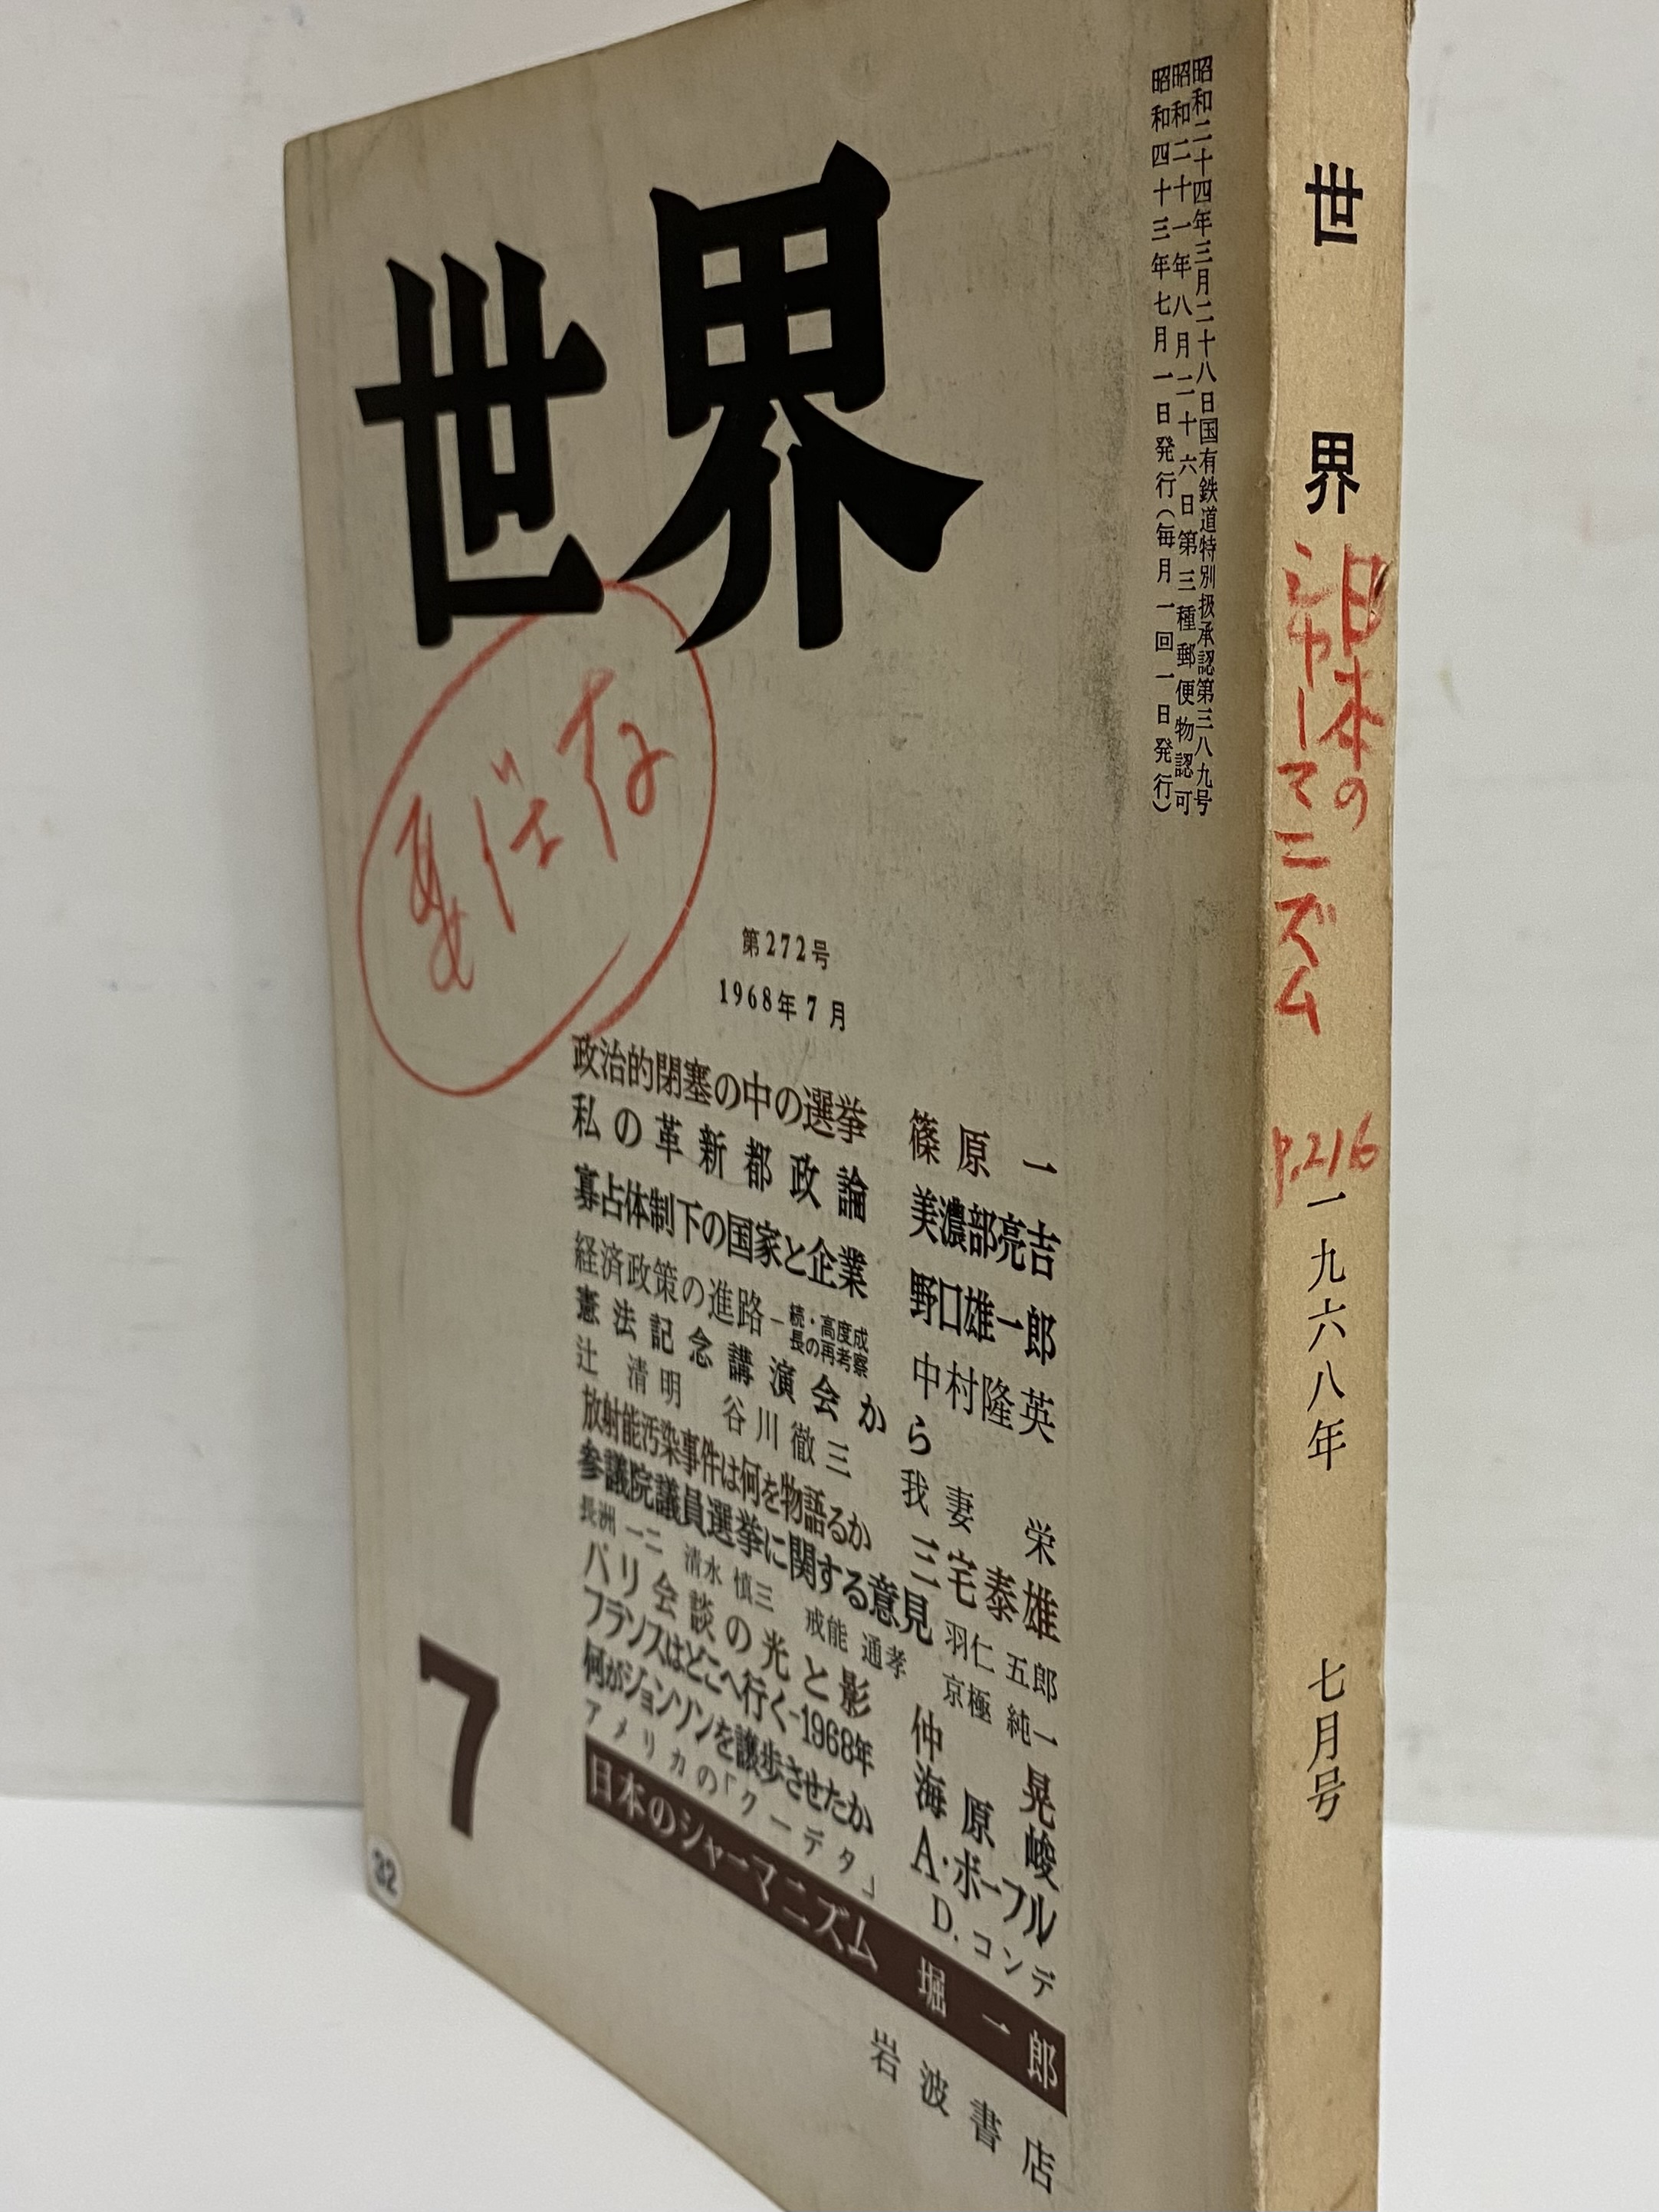 昭和二十四年三月二十八日国有鉄道特別扱承認第三八九号
昭和二十一年八月二十六日第三種郵便物認可
昭和四十三年七月一日発行（毎月一回一日発行）
世界
第272号
1968年7月
政治的閉塞の中の選挙 篠原一
私の革新都政論 美濃部亮吉
寡占体制下の国家と企業 野口雄一郎
経済政策の進路―続・高度成長の再考察 中村隆英
憲法記念講演会から 我妻栄
辻清明 谷川徹三
放射能汚染事件は何を物語るか 三宅泰雄
参議院議員選挙に関する意見 羽仁五郎
長洲一二 清水慎三 戒能通孝 京極純一
パリ会談の光と影 仲晃
フランスはどこへ行く-1968年 海原峻
何がジョンソンを譲歩させたか A・ボーフル
アメリカの「クーデタ」 D.コンデ
日本のシャーマニズム 堀一郎
岩波書店
7
32
世界
日本の
シャーマニズム
p.216
一九六八年 七月号